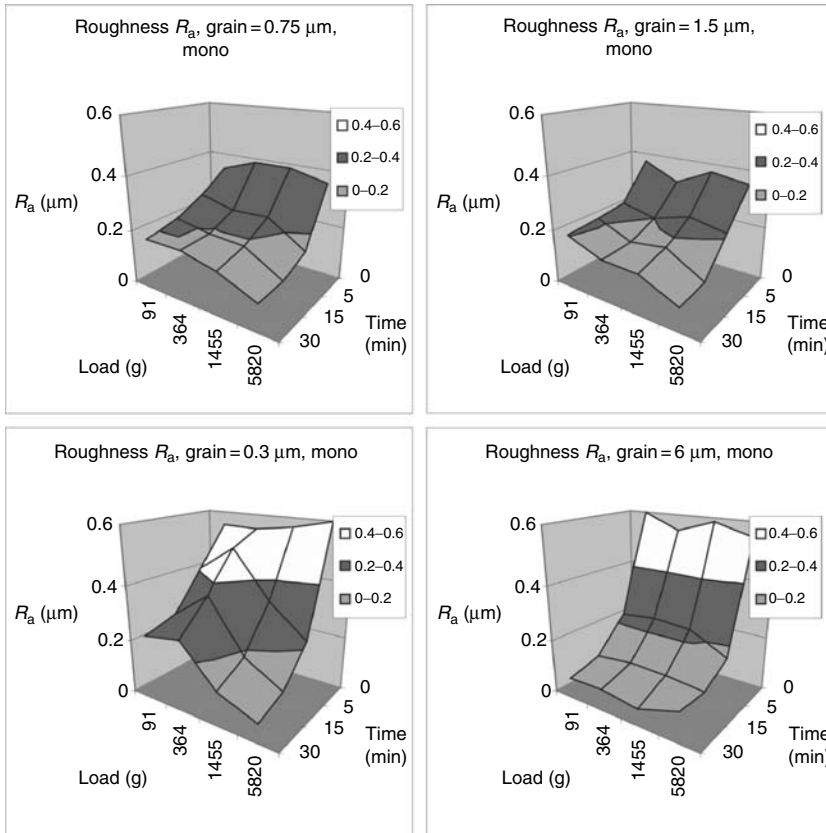 Roughness Ra, grain = 0.75 μm,
mono
0.6
0.4
Ra (μm)
0.2
0
0.4–0.6
0.2–0.4
0–0.2
0
5
15
30
Time
(min)
91
364
1455
5820
Load (g)
Roughness Ra, grain = 1.5 μm,
mono
0.6
0.4
Ra (μm)
0.2
0
0.4–0.6
0.2–0.4
0–0.2
0
5
15
30
Time
(min)
91
364
1455
5820
Load (g)
Roughness Ra, grain = 0.3 μm, mono
0.6
0.4
Ra (μm)
0.2
0
0.4–0.6
0.2–0.4
0–0.2
0
5
15
30
Time
(min)
91
364
1455
5820
Load (g)
Roughness Ra, grain = 6 μm, mono
0.6
0.4
Ra (μm)
0.2
0
0.4–0.6
0.2–0.4
0–0.2
0
5
15
30
Time
(min)
91
364
1455
5820
Load (g)